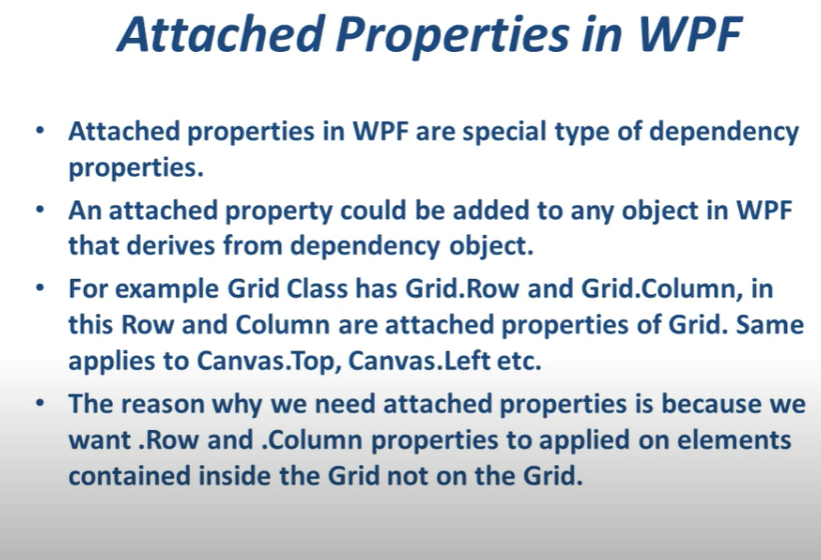 Attached Properties in WPF
• Attached properties in WPF are special type of dependency
properties.
• An attached property could be added to any object in WPF
that derives from dependency object.
• For example Grid Class has Grid.Row and Grid.Column, in
this Row and Column are attached properties of Grid. Same
applies to Canvas.Top, Canvas.Left etc.
• The reason why we need attached properties is because we
want .Row and .Column properties to applied on elements
contained inside the Grid not on the Grid.